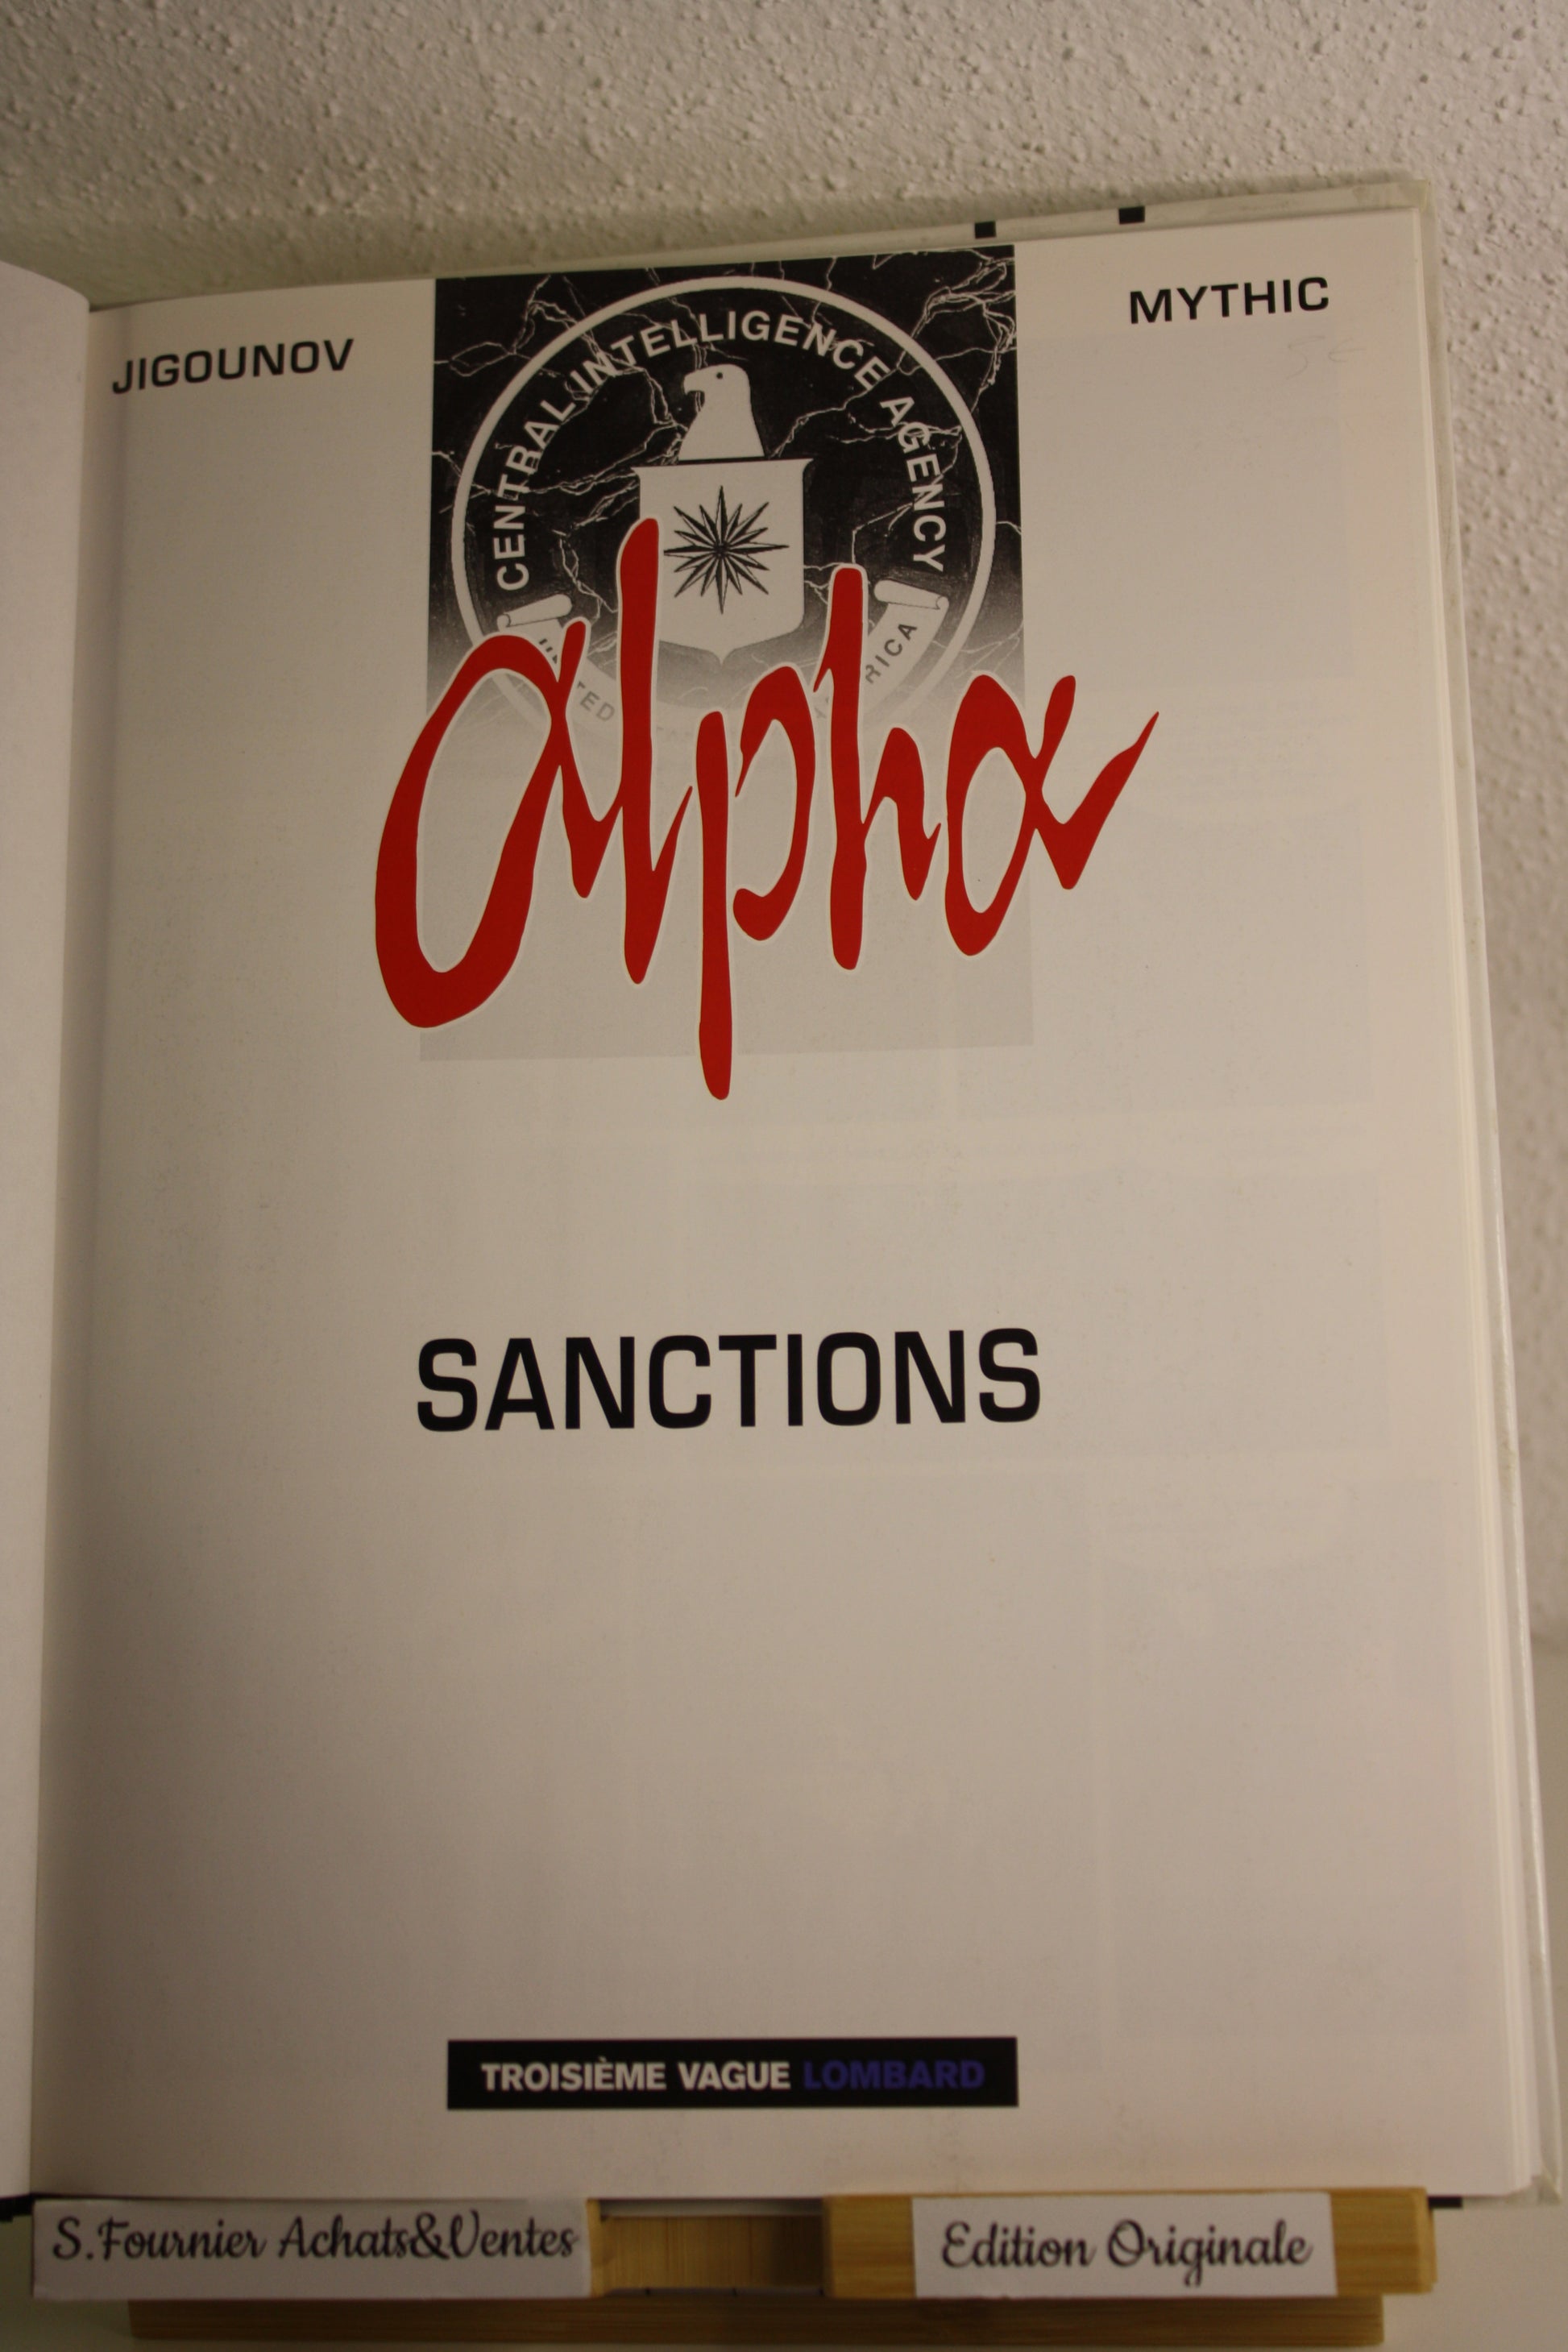 JIGOUNOV
MYTHIC
CENTRAL INTELLIGENCE AGENCY
Alpha
SANCTIONS
TROISIÈME VAGUE LOMBARD
S.Fournier Achats&Ventes
Edition Originale